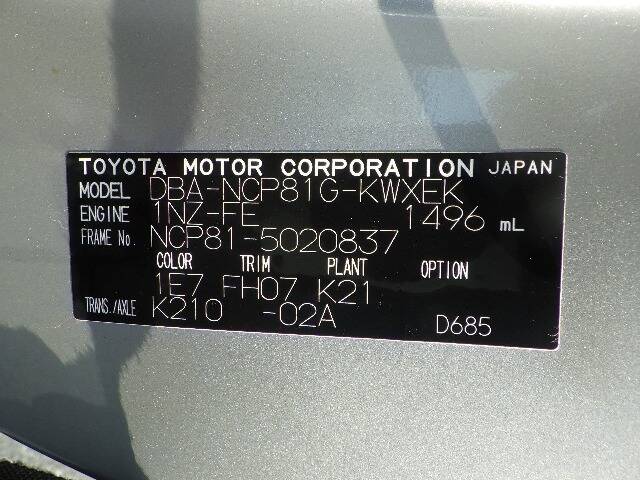 TOYOTA MOTOR CORPORATION JAPAN
MODEL DBA-NCP81G-KWXEK
ENGINE 1NZ-FE 1496 mL
FRAME No. NCP81-5020837
COLOR TRIM PLANT OPTION
1E7 FH07 K21
TRANS./AXLE K210 -02A
D685